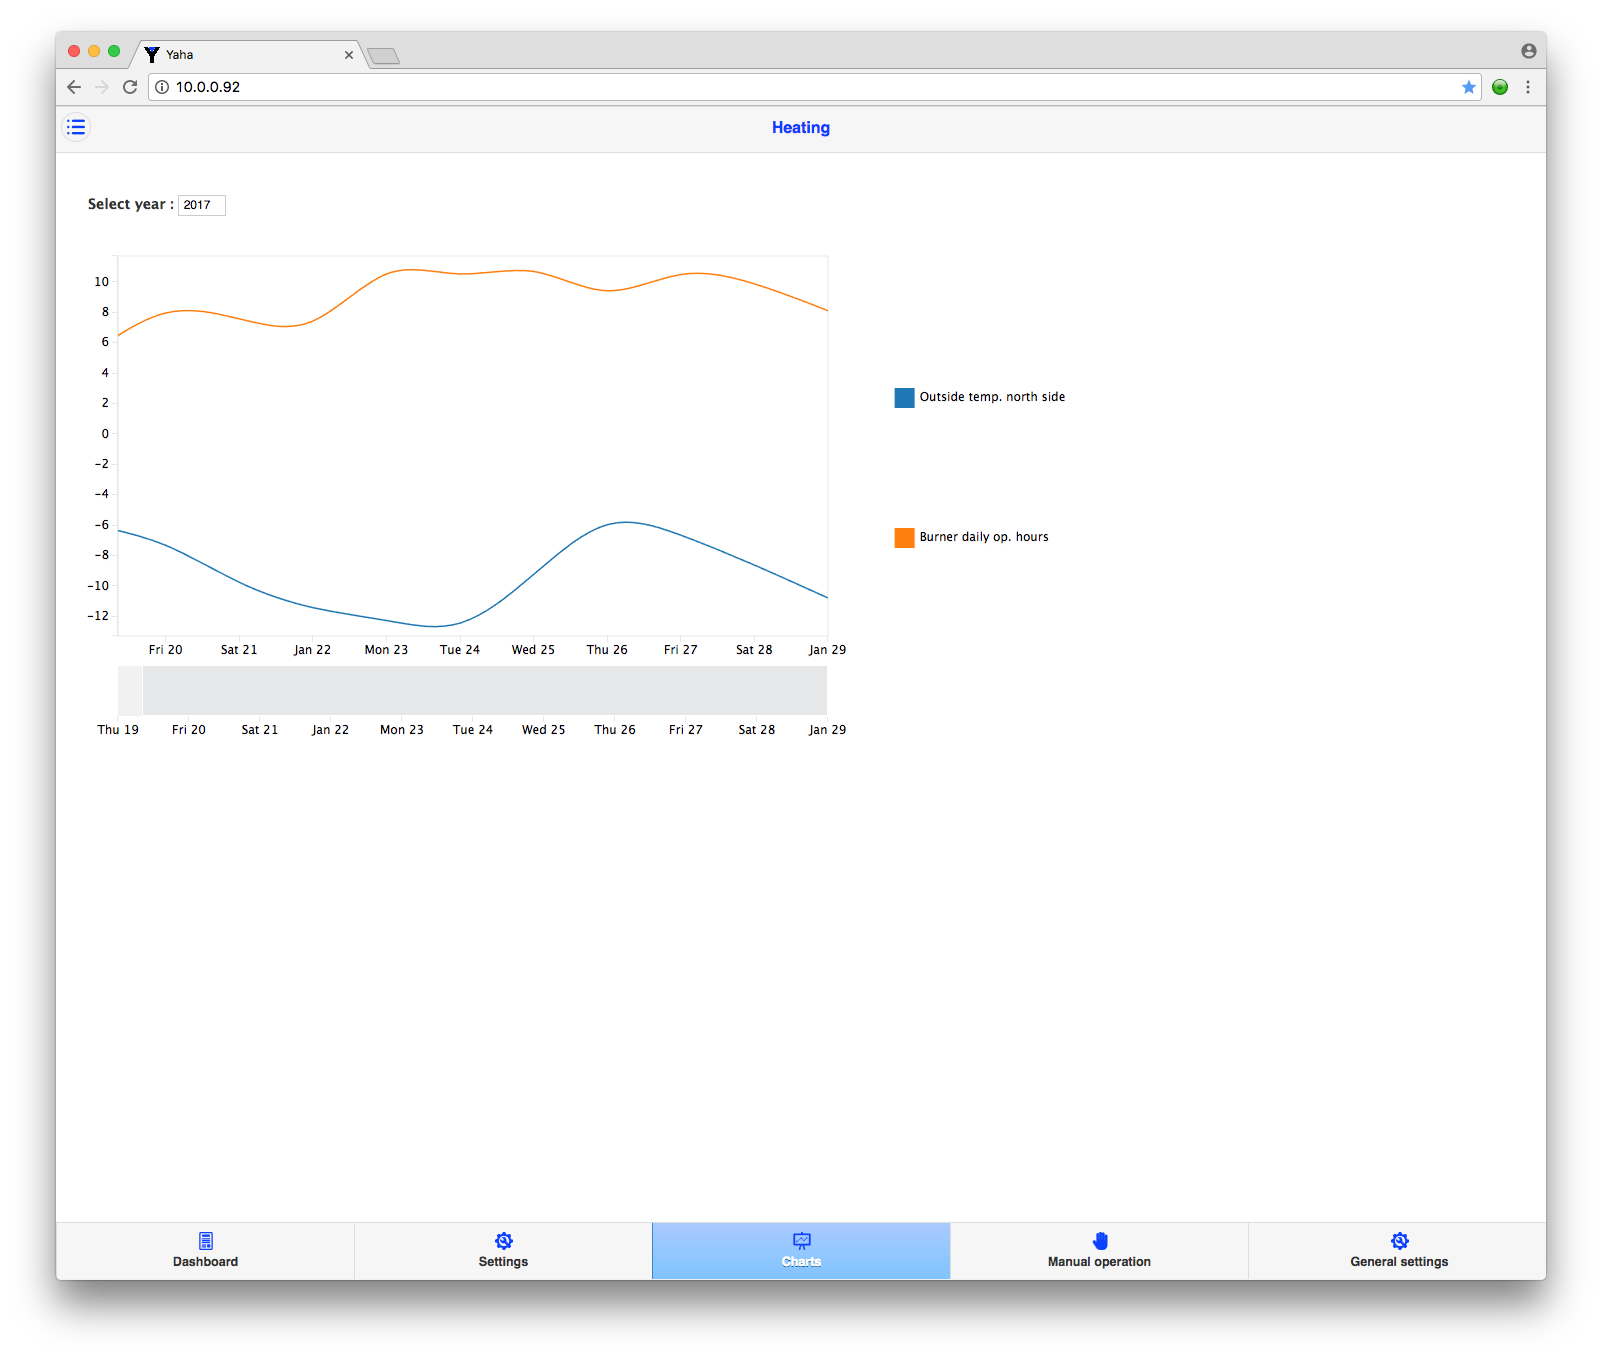 Yaha
10.0.0.92
Heating
Select year : 2017
10
8
6
4
2
0
−2
−4
−6
−8
−10
−12
Fri 20 Sat 21 Jan 22 Mon 23 Tue 24 Wed 25 Thu 26 Fri 27 Sat 28 Jan 29
Thu 19 Fri 20 Sat 21 Jan 22 Mon 23 Tue 24 Wed 25 Thu 26 Fri 27 Sat 28 Jan 29
Outside temp. north side
Burner daily op. hours
Dashboard Settings Charts Manual operation General settings